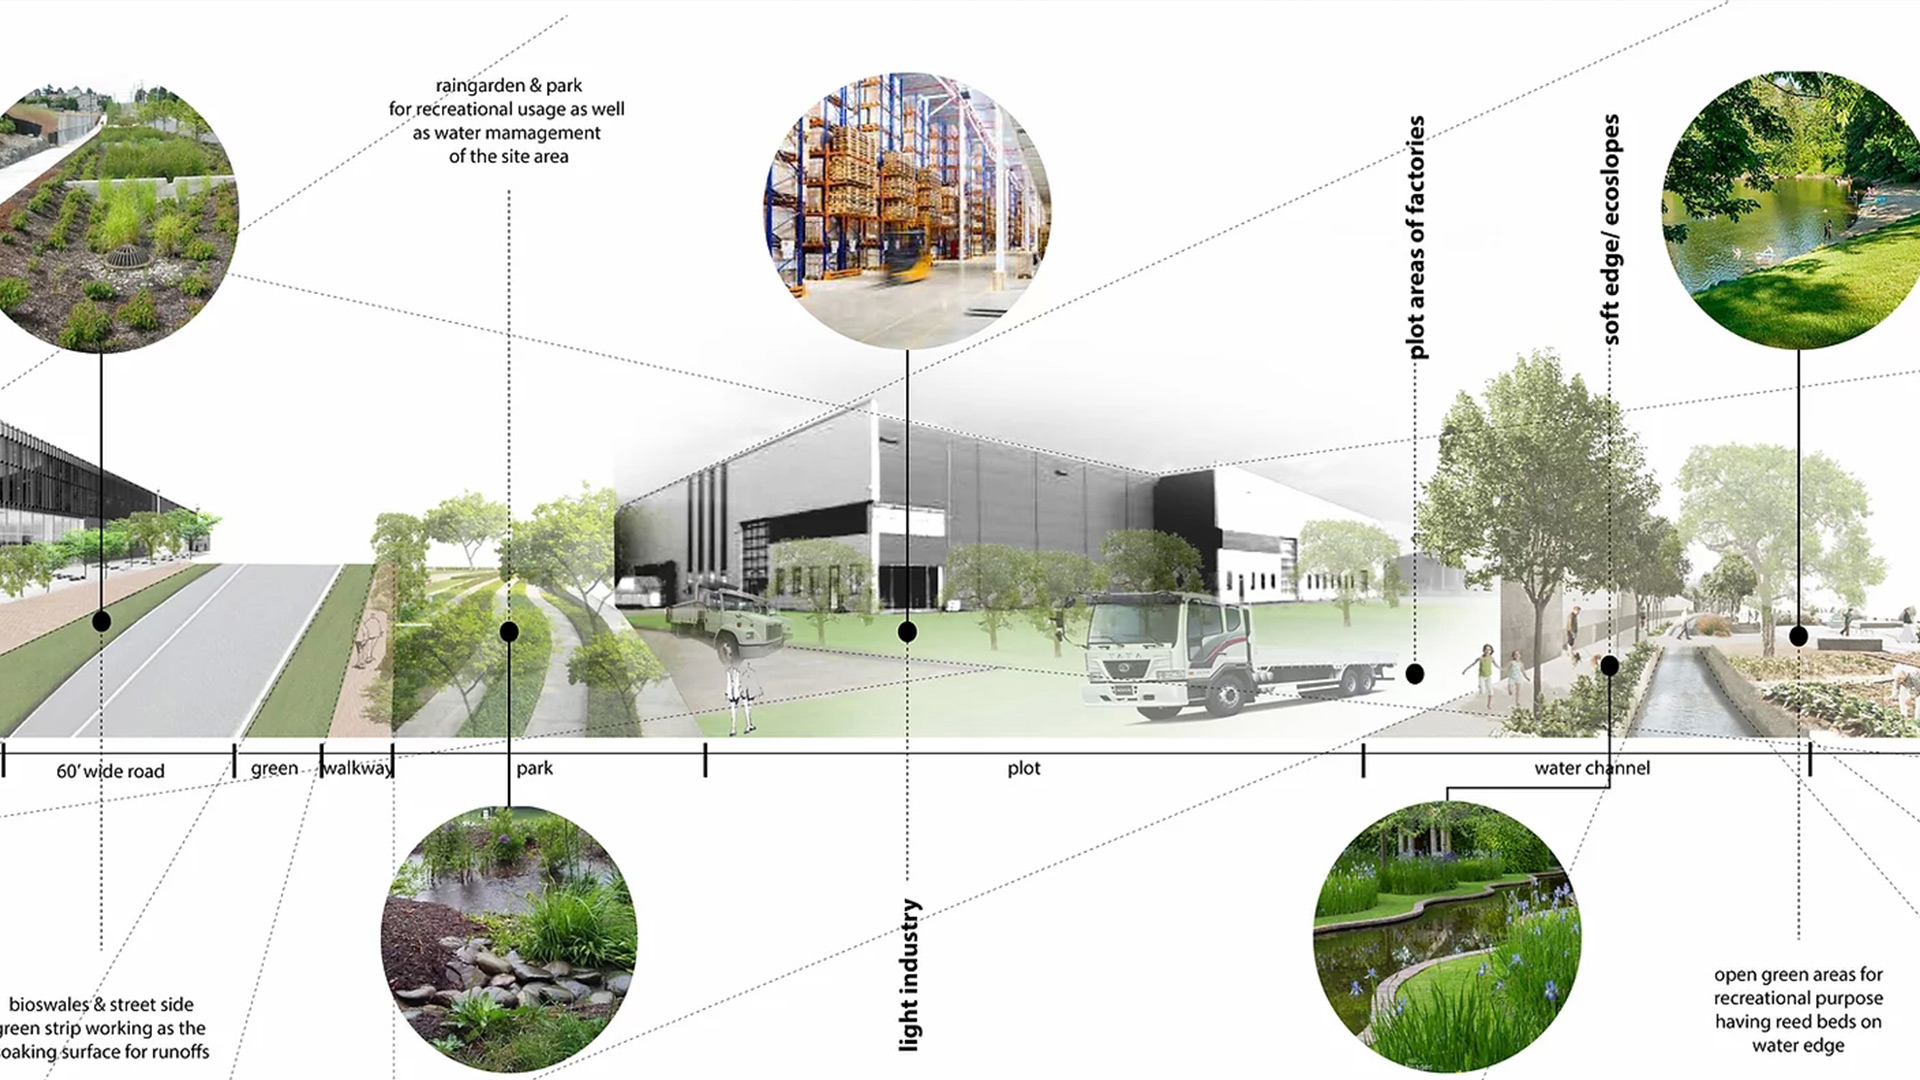 raingarden & park
for recreational usage as well
as water mamagement
of the site area
plot areas of factories
soft edge/ ecoslopes
TATA
60' wide road
green
walkway
park
plot
water channel
light industry
bioswales & street side
green strip working as the
soaking surface for runoffs
open green areas for
recreational purpose
having reed beds on
water edge